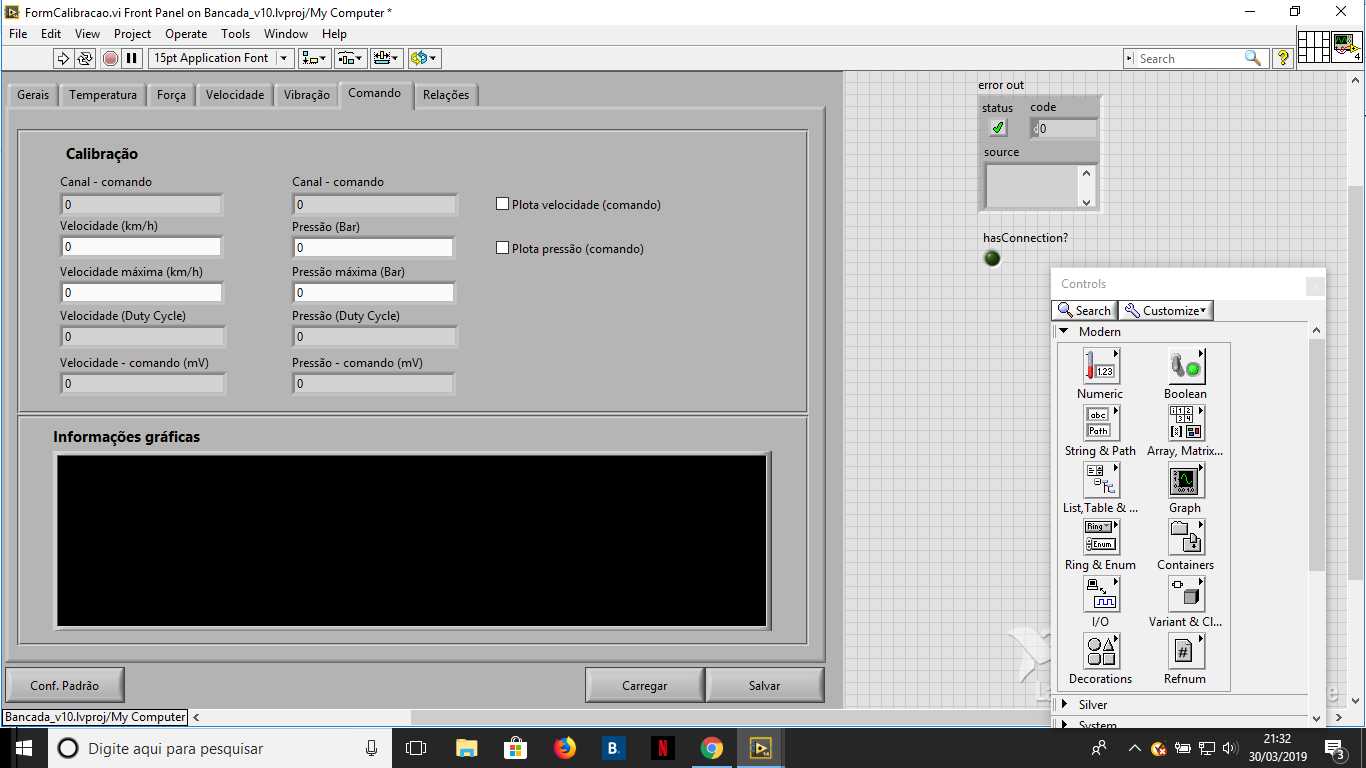 FormCalibracao.vi Front Panel on Bancada_v10.lvproj/My Computer *
File Edit View Project Operate Tools Window Help
15pt Application Font
Search
4
Gerais Temperatura Força Velocidade Vibração Comando Relações
Calibração
Canal - comando
0
Velocidade (km/h)
0
Velocidade máxima (km/h)
0
Velocidade (Duty Cycle)
0
Velocidade - comando (mV)
0
Canal - comando
0
Pressão (Bar)
0
Pressão máxima (Bar)
0
Pressão (Duty Cycle)
0
Pressão - comando (mV)
0
Plota velocidade (comando)
Plota pressão (comando)
Informações gráficas
Conf. Padrão
Carregar
Salvar
error out
status code
0
source
hasConnection?
Controls
Search Customize
Modern
Numeric Boolean
String & Path Array, Matrix...
List,Table & ... Graph
Ring & Enum Containers
I/O Variant & Cl...
Decorations Refnum
Silver
System
Bancada_v10.lvproj/My Computer
Digite aqui para pesquisar
21:32
30/03/2019
3